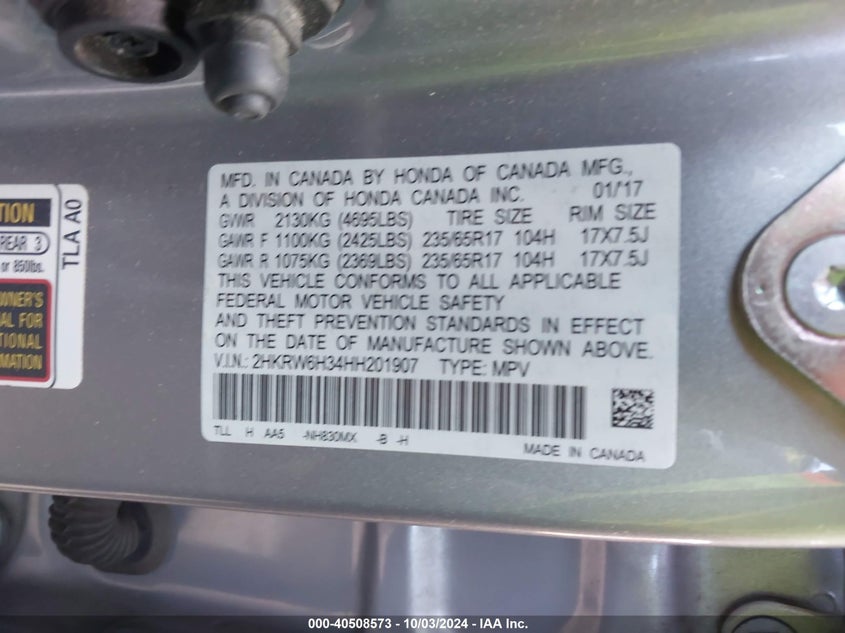 MFD. IN CANADA BY HONDA OF CANADA MFG.,
A DIVISION OF HONDA CANADA INC. 01/17
GVWR 2130KG (4695LBS) TIRE SIZE RIM SIZE
GAWR F 1100KG (2425LBS) 235/65R17 104H 17X7.5J
GAWR R 1075KG (2369LBS) 235/65R17 104H 17X7.5J
THIS VEHICLE CONFORMS TO ALL APPLICABLE
FEDERAL MOTOR VEHICLE SAFETY
AND THEFT PREVENTION STANDARDS IN EFFECT
ON THE DATE OF MANUFACTURE SHOWN ABOVE.
V.I.N.: 2HKRW6H34HH201907 TYPE: MPV
TLL H AA5 -NH830MX -B -H
MADE IN CANADA
REAR 3
or 850lbs.
TLA A0
000-40508573 - 10/03/2024 - IAA Inc.